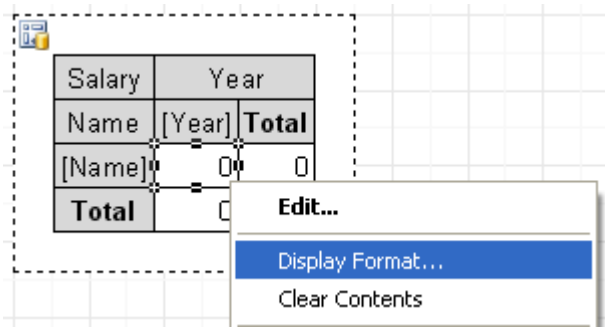 Salary Year
Name [Year] Total
[Name] 0 0
Total 0
Edit...
Display Format...
Clear Contents